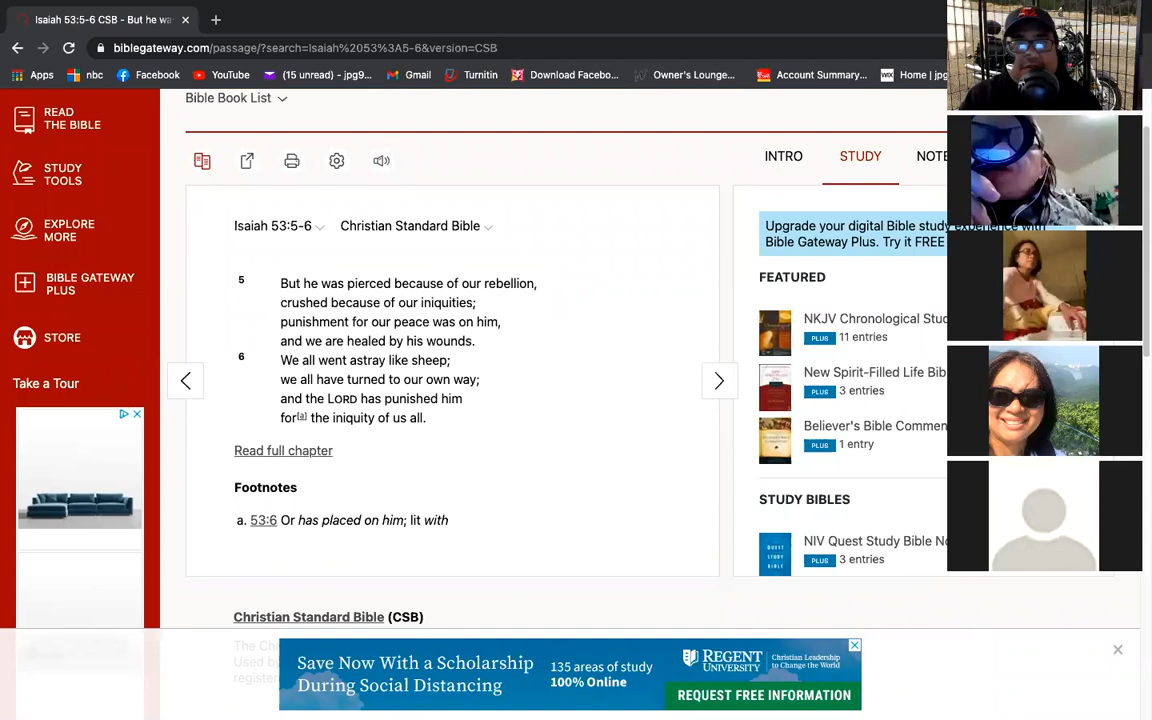 Isaiah 53:5-6 CSB - But he wa
biblegateway.com/passage/?search=Isaiah%2053%3A5-6&version=CSB
Apps
nbc
Facebook
YouTube
(15 unread) - jpg9...
Gmail
Turnitin
Download Facebo...
Owner's Lounge...
Account Summary...
WIX
Home | jpg
READ
THE BIBLE
STUDY
TOOLS
EXPLORE
MORE
BIBLE GATEWAY
PLUS
STORE
Take a Tour
Bible Book List
INTRO
STUDY
NOTE
Isaiah 53:5-6
Christian Standard Bible
5 But he was pierced because of our rebellion,
crushed because of our iniquities;
punishment for our peace was on him,
and we are healed by his wounds.
6 We all went astray like sheep;
we all have turned to our own way;
and the LORD has punished him
for[a] the iniquity of us all.
Read full chapter
Footnotes
a. 53:6 Or has placed on him; lit with
Upgrade your digital Bible study experience with
Bible Gateway Plus. Try it FREE
FEATURED
NKJV Chronological Stud
PLUS 11 entries
New Spirit-Filled Life Bib
PLUS 3 entries
Believer's Bible Commen
PLUS 1 entry
STUDY BIBLES
NIV Quest Study Bible No
PLUS 3 entries
QUEST
STUDY
BIBLE
Christian Standard Bible (CSB)
The Chr
Used by
register
Save Now With a Scholarship
During Social Distancing
135 areas of study
100% Online
REGENT
UNIVERSITY
Christian Leadership
to Change the World
REQUEST FREE INFORMATION